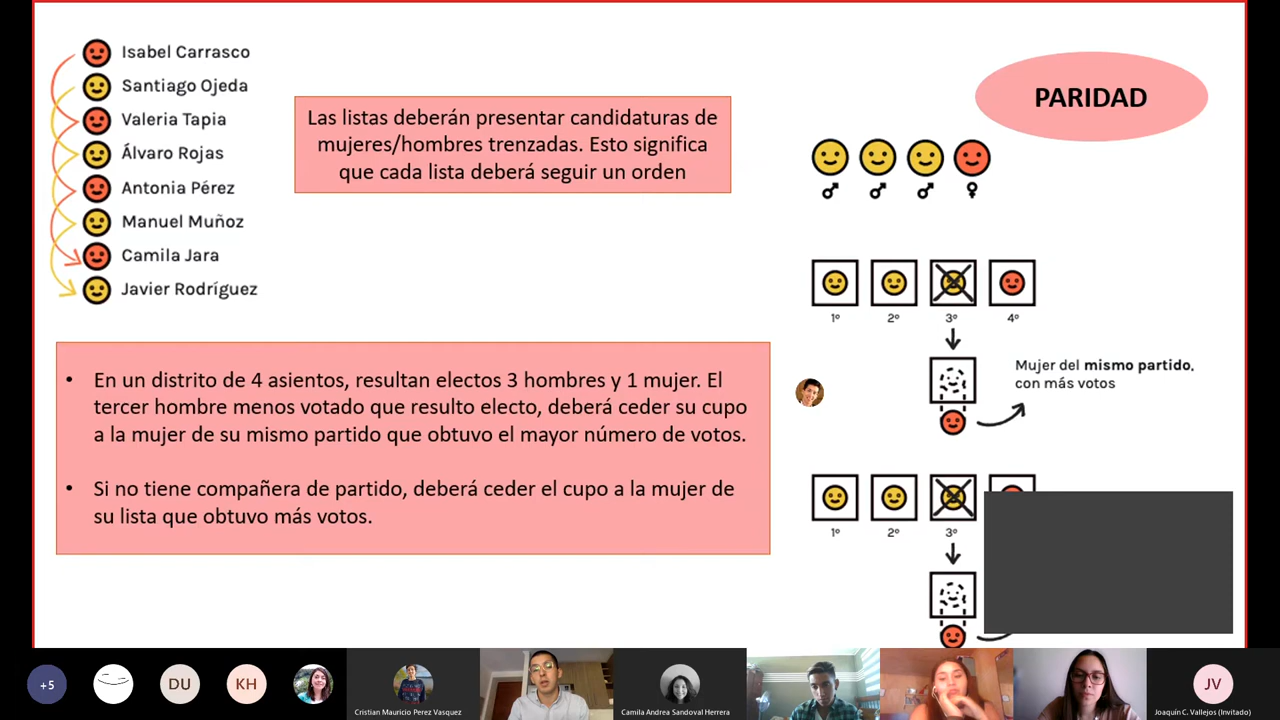 Isabel Carrasco
Santiago Ojeda
Valeria Tapia
Álvaro Rojas
Antonia Pérez
Manuel Muñoz
Camila Jara
Javier Rodríguez
Las listas deberán presentar candidaturas de
mujeres/hombres trenzadas. Esto significa
que cada lista deberá seguir un orden
PARIDAD
1º 2º 3º 4º
Mujer del mismo partido,
con más votos
• En un distrito de 4 asientos, resultan electos 3 hombres y 1 mujer. El
tercer hombre menos votado que resulto electo, deberá ceder su cupo
a la mujer de su mismo partido que obtuvo el mayor número de votos.
• Si no tiene compañera de partido, deberá ceder el cupo a la mujer de
su lista que obtuvo más votos.
1º 2º 3º
+5
DU
KH
Cristian Mauricio Perez Vasquez
Camila Andrea Sandoval Herrera
JV
Joaquín C. Vallejos (Invitado)